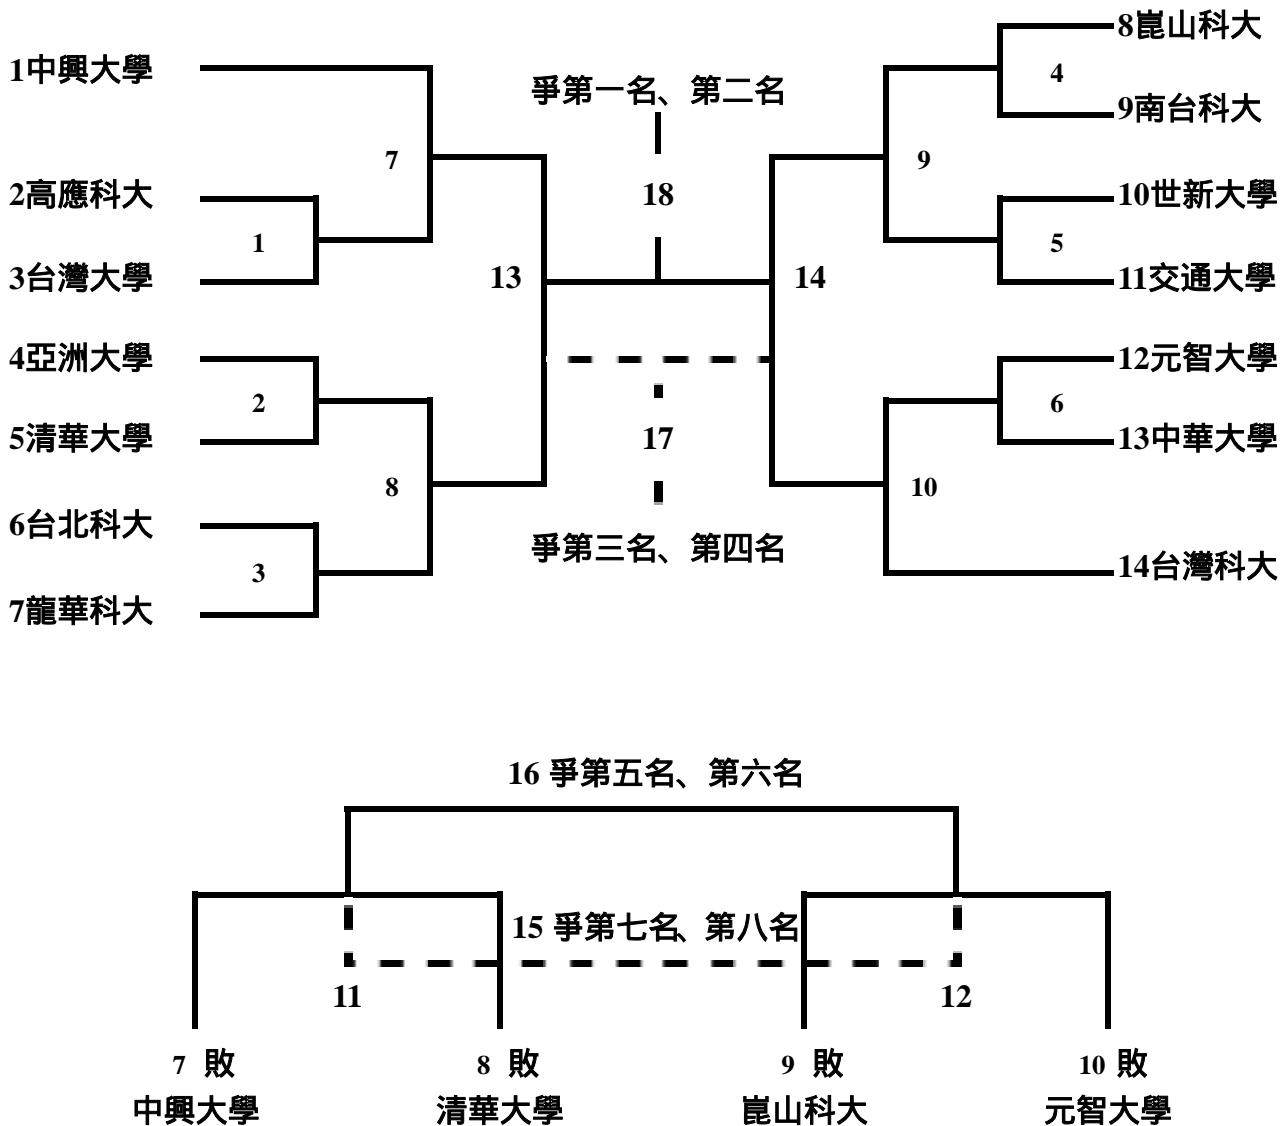 1中興大學
2高應科大
3台灣大學
4亞洲大學
5清華大學
6台北科大
7龍華科大
1
2
3
7
8
13
爭第一名、第二名
18
17
爭第三名、第四名
14
9
10
4
5
6
8崑山科大
9南台科大
10世新大學
11交通大學
12元智大學
13中華大學
14台灣科大
16 爭第五名、第六名
15 爭第七名、第八名
11
12
7 敗
中興大學
8 敗
清華大學
9 敗
崑山科大
10 敗
元智大學